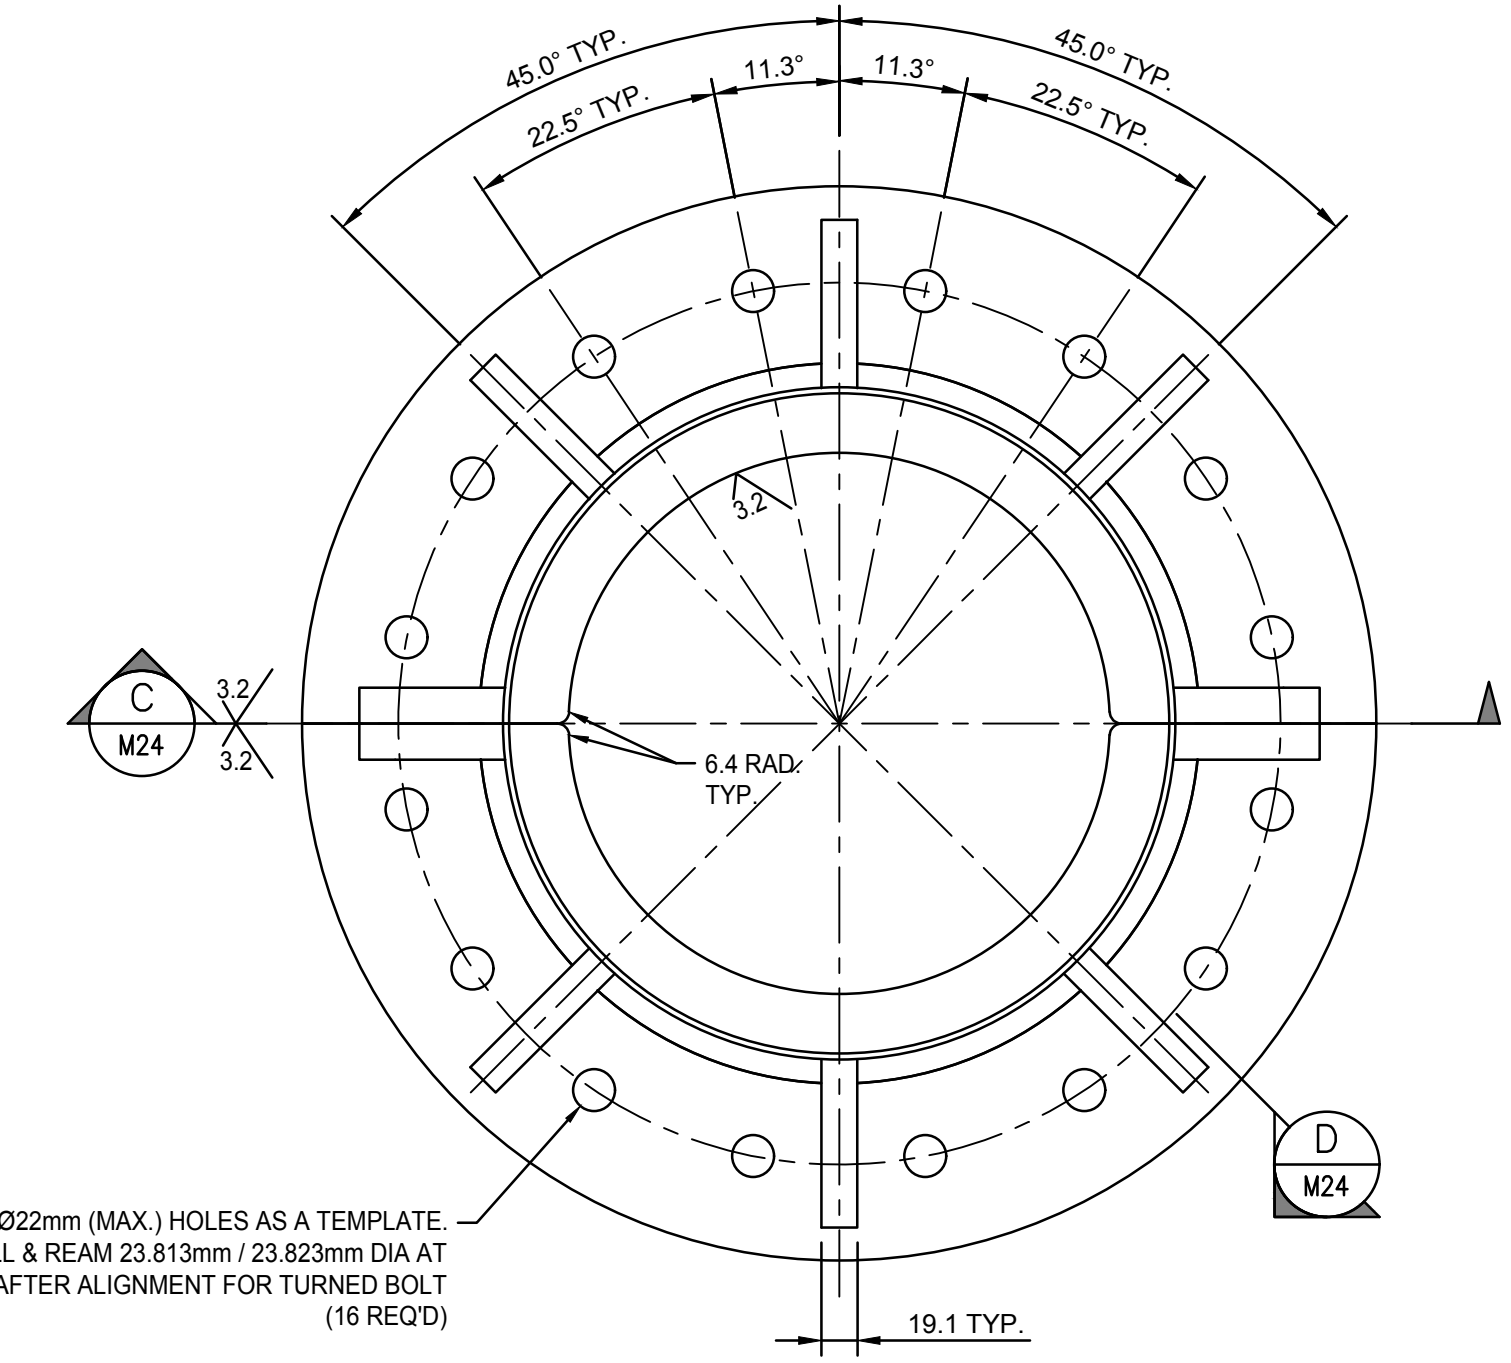 45.0° TYP.
45.0° TYP.
11.3°
11.3°
22.5° TYP.
22.5° TYP.
3.2
C
M24
3.2
3.2
6.4 RAD.
TYP.
D
M24
Ø22mm (MAX.) HOLES AS A TEMPLATE.
& REAM 23.813mm / 23.823mm DIA AT
AFTER ALIGNMENT FOR TURNED BOLT
(16 REQ'D)
19.1 TYP.